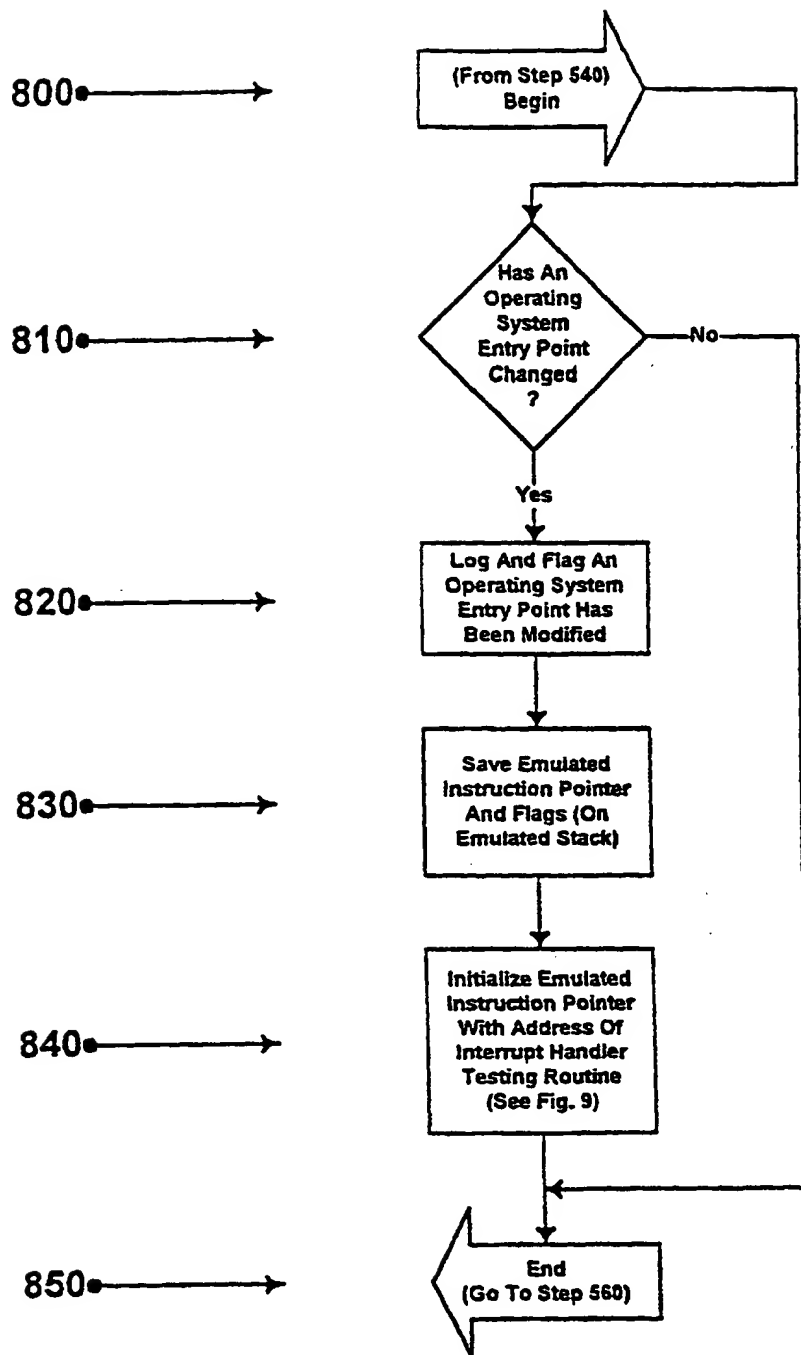 800
(From Step 540)
Begin
810
Has An
Operating
System
Entry Point
Changed
?
No
Yes
820
Log And Flag An
Operating System
Entry Point Has
Been Modified
830
Save Emulated
Instruction Pointer
And Flags (On
Emulated Stack)
840
Initialize Emulated
Instruction Pointer
With Address Of
Interrupt Handler
Testing Routine
(See Fig. 9)
850
End
(Go To Step 560)